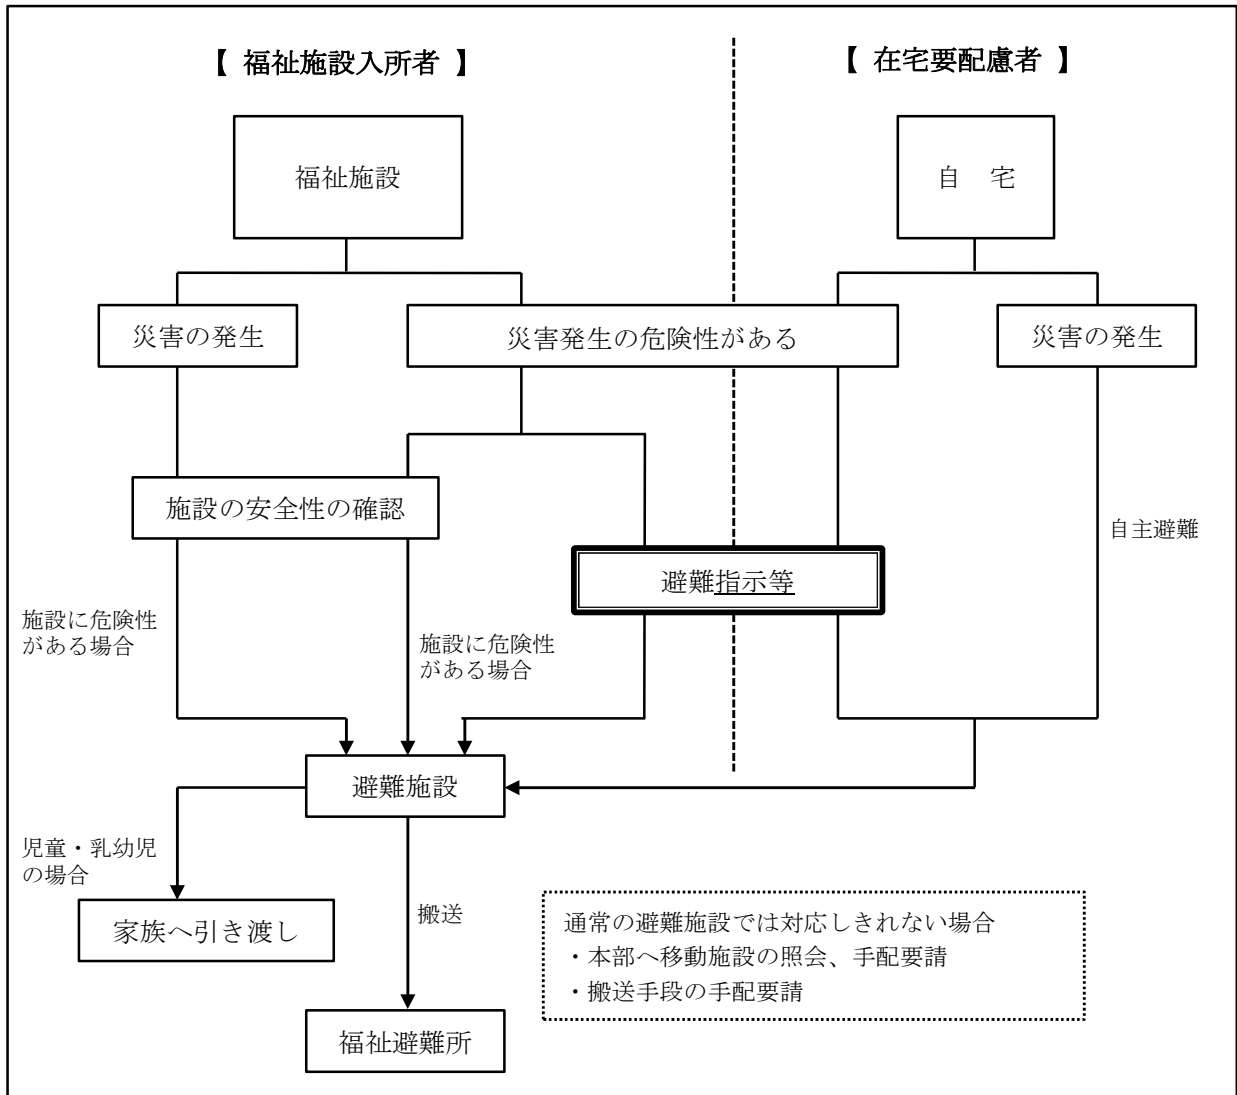 【 福祉施設入所者 】
【 在宅要配慮者 】
福祉施設
自　宅
災害の発生
災害発生の危険性がある
災害の発生
施設の安全性の確認
自主避難
避難指示等
施設に危険性
がある場合
施設に危険性
がある場合
避難施設
児童・乳幼児
の場合
家族へ引き渡し
搬送
通常の避難施設では対応しきれない場合
・本部へ移動施設の照会、手配要請
・搬送手段の手配要請
福祉避難所